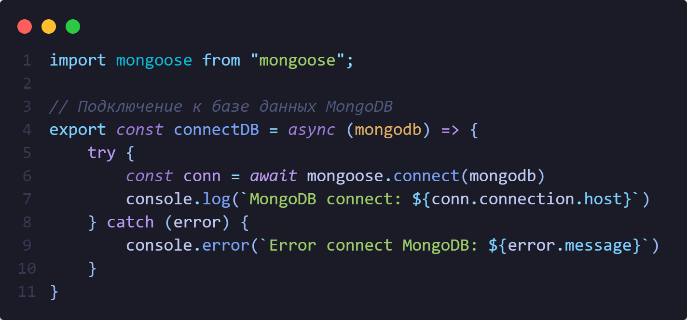 1 import mongoose from "mongoose";
2
3 // Подключение к базе данных MongoDB
4 export const connectDB = async (mongodb) => {
5     try {
6         const conn = await mongoose.connect(mongodb)
7         console.log(`MongoDB connect: ${conn.connection.host}`)
8     } catch (error) {
9         console.error(`Error connect MongoDB: ${error.message}`)
10     }
11 }